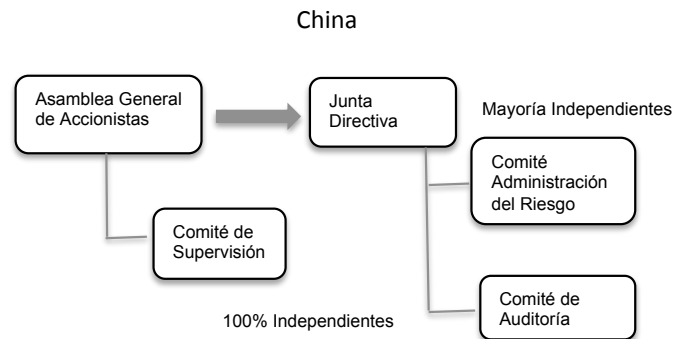 China
Asamblea General
de Accionistas
Junta
Directiva
Mayoría Independientes
Comité
Administración
del Riesgo
Comité de
Supervisión
Comité de
Auditoría
100% Independientes